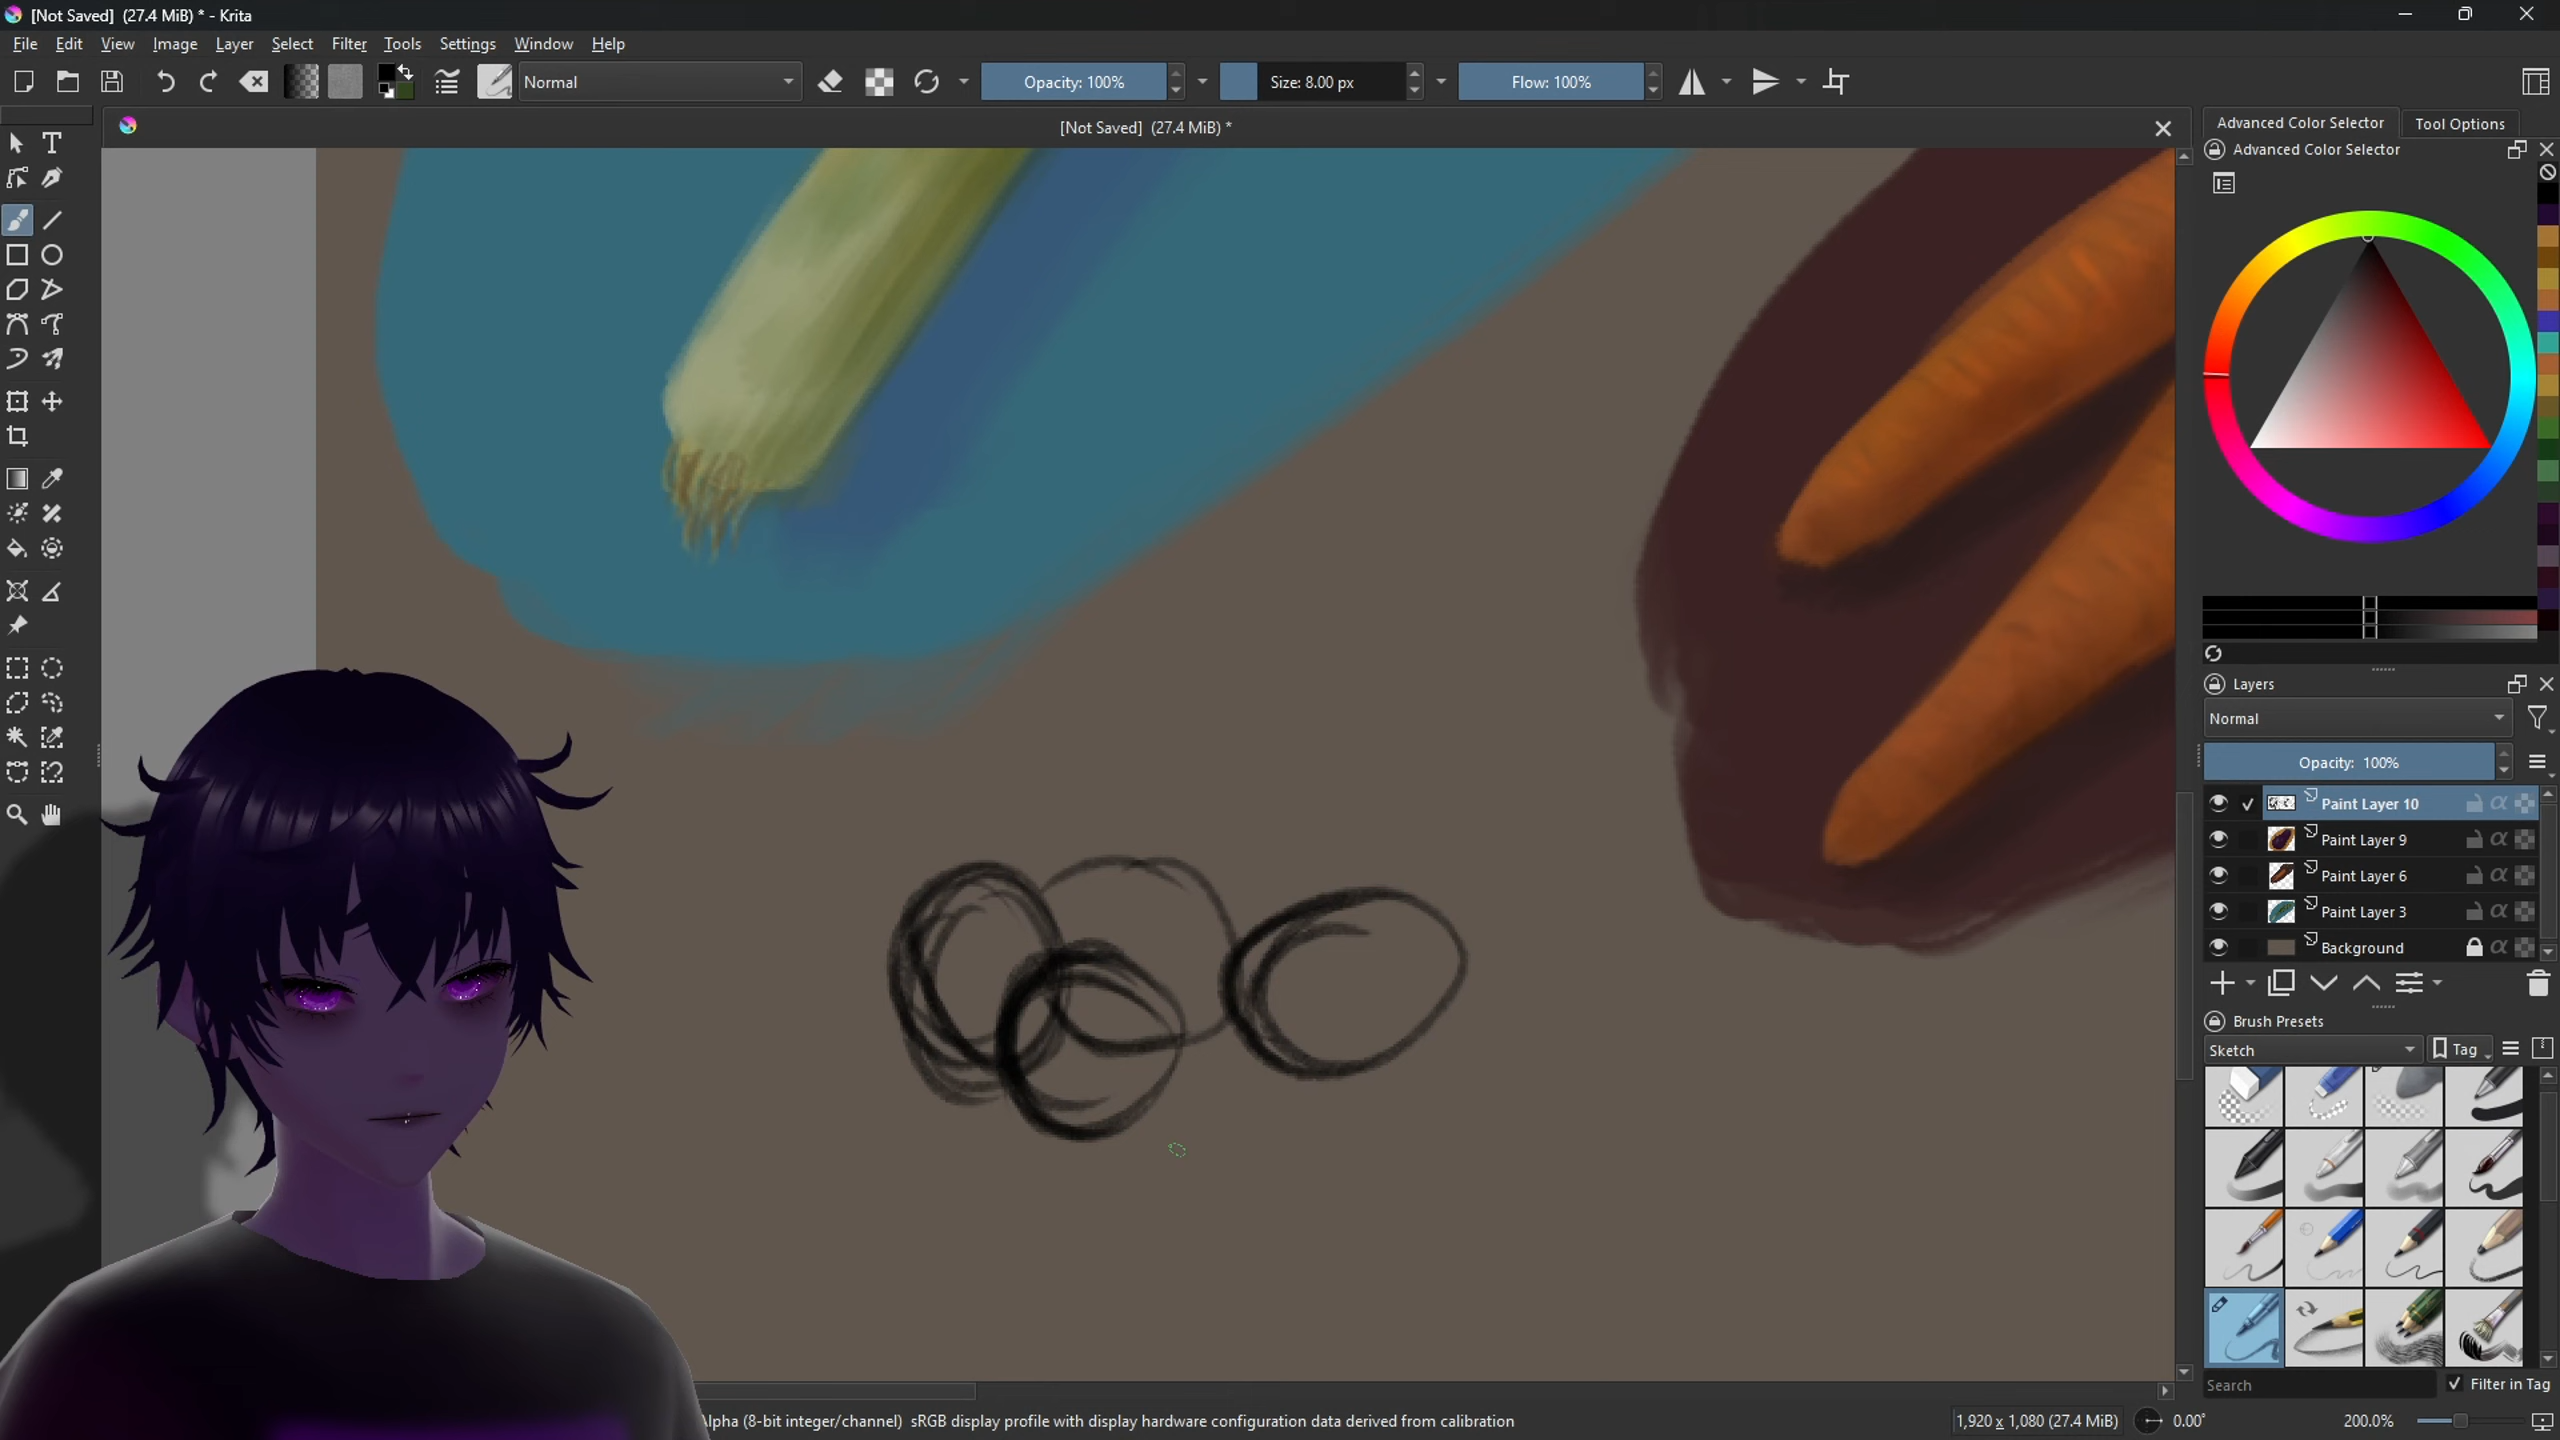 [Not Saved] (27.4 MiB) * - Krita
File Edit View Image Layer Select Filter Tools Settings Window Help
Normal
Opacity: 100%
Size: 8.00 px
Flow: 100%
[Not Saved] (27.4 MiB) *
Advanced Color Selector
Tool Options
Advanced Color Selector
Layers
Normal
Opacity: 100%
Paint Layer 10
Paint Layer 9
Paint Layer 6
Paint Layer 3
Background
Brush Presets
Sketch
Tag
Search
Filter in Tag
lpha (8-bit integer/channel) sRGB display profile with display hardware configuration data derived from calibration
1,920 x 1,080 (27.4 MiB)
0.00°
200.0%